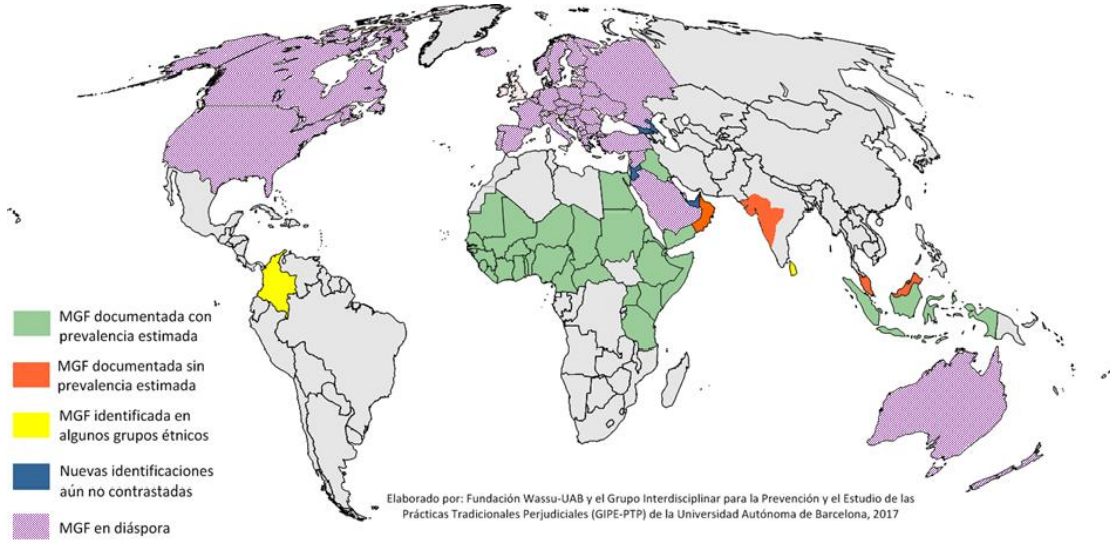 MGF documentada con
prevalencia estimada
MGF documentada sin
prevalencia estimada
MGF identificada en
algunos grupos étnicos
Nuevas identificaciones
aún no contrastadas
MGF en diáspora
Elaborado por: Fundación Wassu-UAB y el Grupo Interdisciplinar para la Prevención y el Estudio de las
Prácticas Tradicionales Perjudiciales (GIPE-PTP) de la Universidad Autónoma de Barcelona, 2017